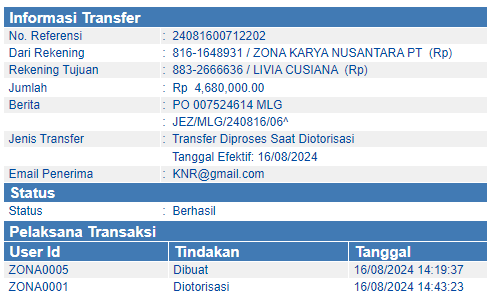 Informasi Transfer
No. Referensi : 24081600712202
Dari Rekening : 816-1648931 / ZONA KARYA NUSANTARA PT (Rp)
Rekening Tujuan : 883-2666636 / LIVIA CUSIANA (Rp)
Jumlah : Rp 4,680,000.00
Berita : PO 007524614 MLG
: JEZ/MLG/240816/06^
Jenis Transfer : Transfer Diproses Saat Diotorisasi
Tanggal Efektif: 16/08/2024
Email Penerima : KNR@gmail.com
Status
Status : Berhasil
Pelaksana Transaksi
User Id Tindakan Tanggal
ZONA0005 Dibuat 16/08/2024 14:19:37
ZONA0001 Diotorisasi 16/08/2024 14:43:23